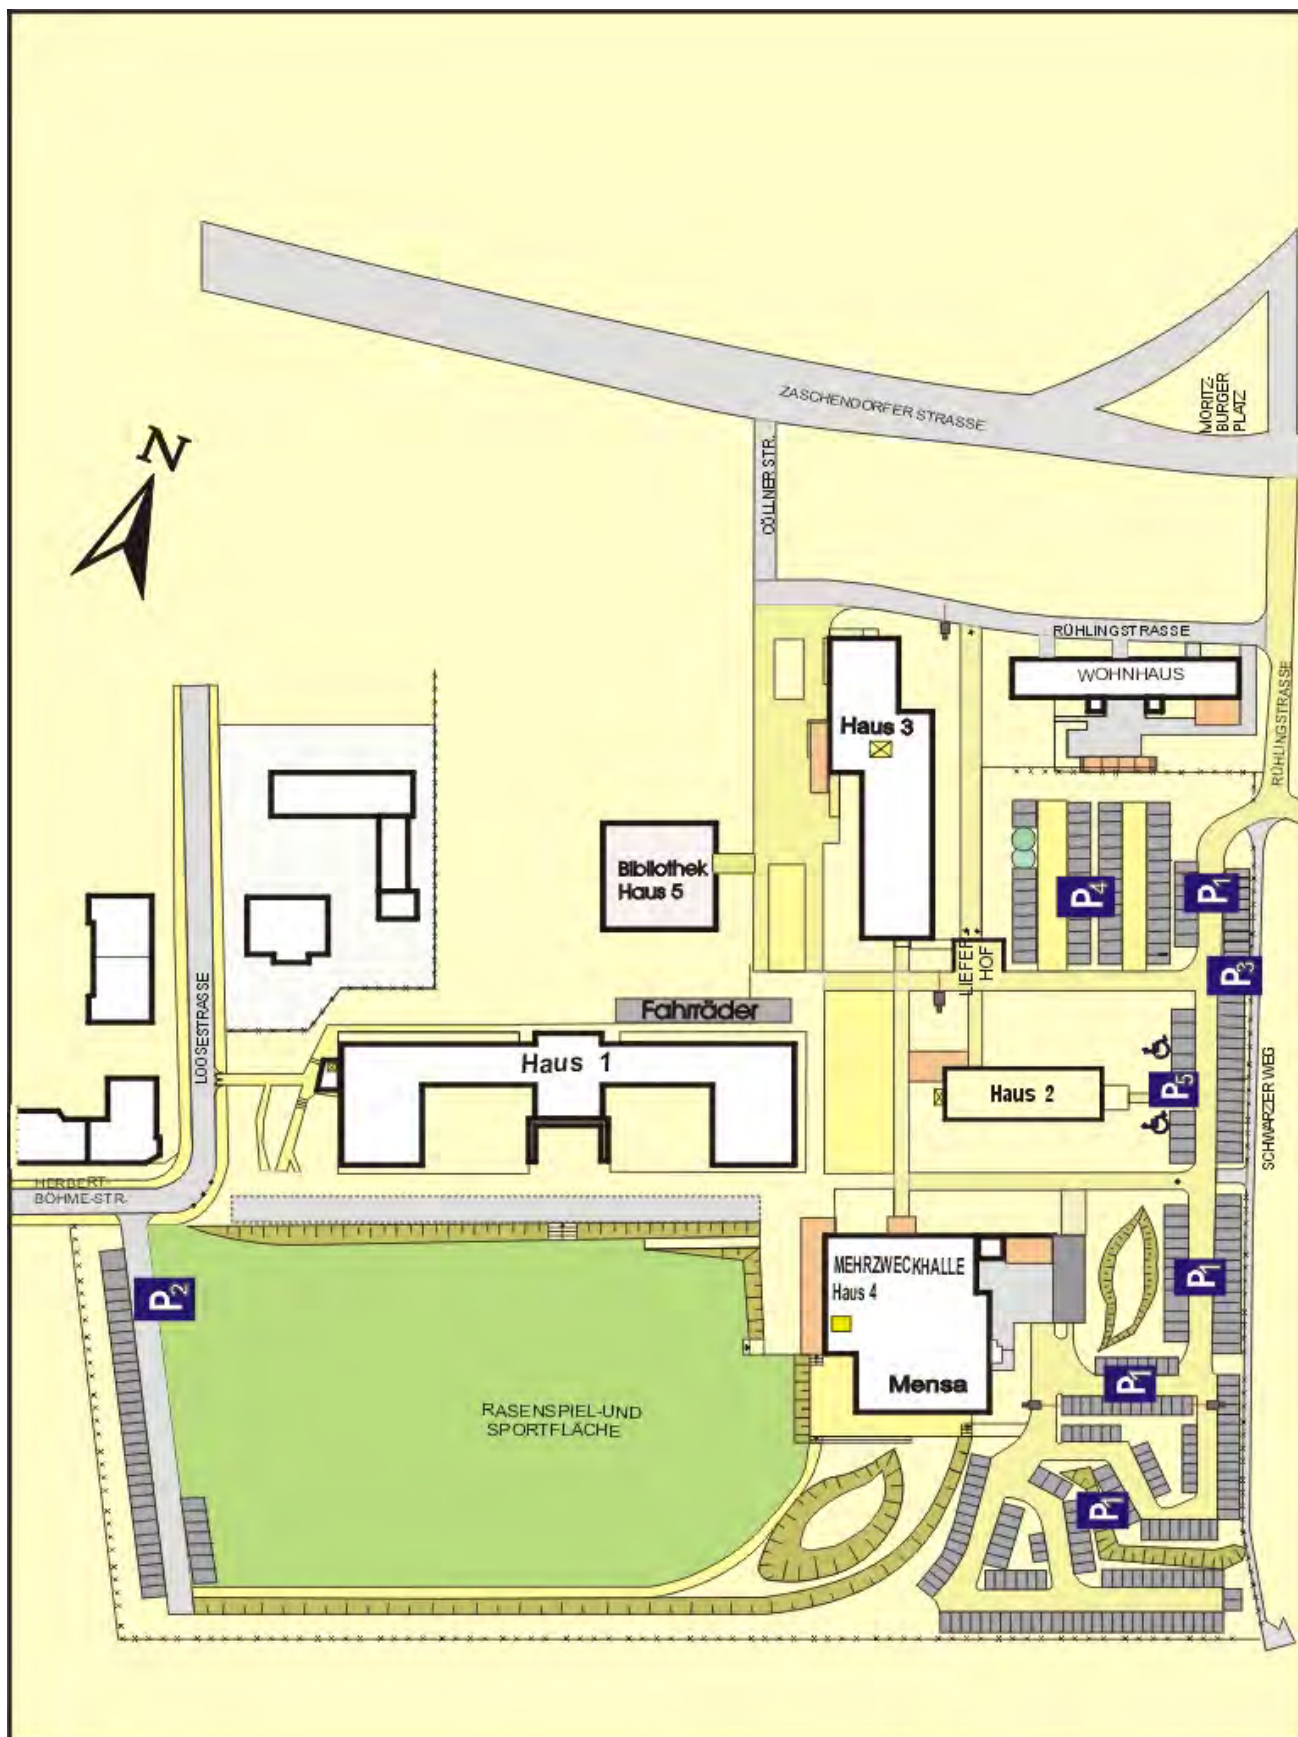 ZASCHENDORFER STRASSE
MORITZ-
BURGER
PLATZ
N
CÖLLNER STR.
RÜHLINGSTRASSE
WOHNHAUS
RÜHLINGSTRASSE
Haus 3
Bibliothek
Haus 5
P4
P1
LIEFER
HOF
P3
Fahrräder
LOOSESTRASSE
Haus 1
Haus 2
P5
SCHWARZER WEG
HERBERT-
BÖHME-STR.
P2
MEHRZWECKHALLE
Haus 4
P1
Mensa
P1
RASENSPIEL-UND
SPORTFLÄCHE
P1